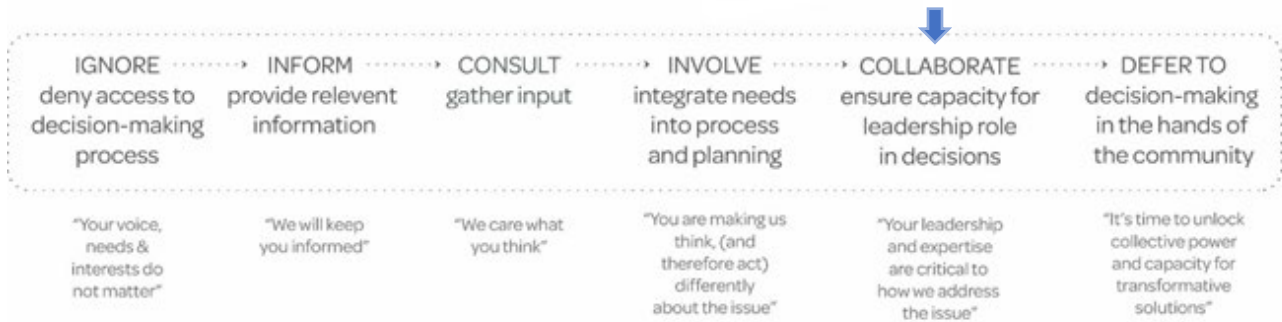 IGNORE
deny access to
decision-making
process
INFORM
provide relevent
information
CONSULT
gather input
INVOLVE
integrate needs
into process
and planning
COLLABORATE
ensure capacity for
leadership role
in decisions
DEFER TO
decision-making
in the hands of
the community
"Your voice,
needs &
interests do
not matter"
"We will keep
you informed"
"We care what
you think"
"You are making us
think, (and
therefore act)
differently
about the issue"
"Your leadership
and expertise
are critical to
how we address
the issue"
"It's time to unlock
collective power
and capacity for
transformative
solutions"